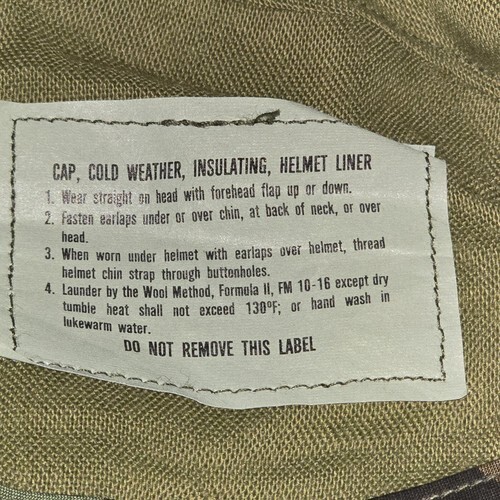 CAP, COLD WEATHER, INSULATING, HELMET LINER
1. Wear straight on head with forehead flap up or down.
2. Fasten earlaps under or over chin, at back of neck, or over
head.
3. When worn under helmet with earlaps over helmet, thread
helmet chin strap through buttonholes.
4. Launder by the Wool Method, Formula II, FM 10-16 except dry
tumble heat shall not exceed 130ºF; or hand wash in
lukewarm water.
DO NOT REMOVE THIS LABEL